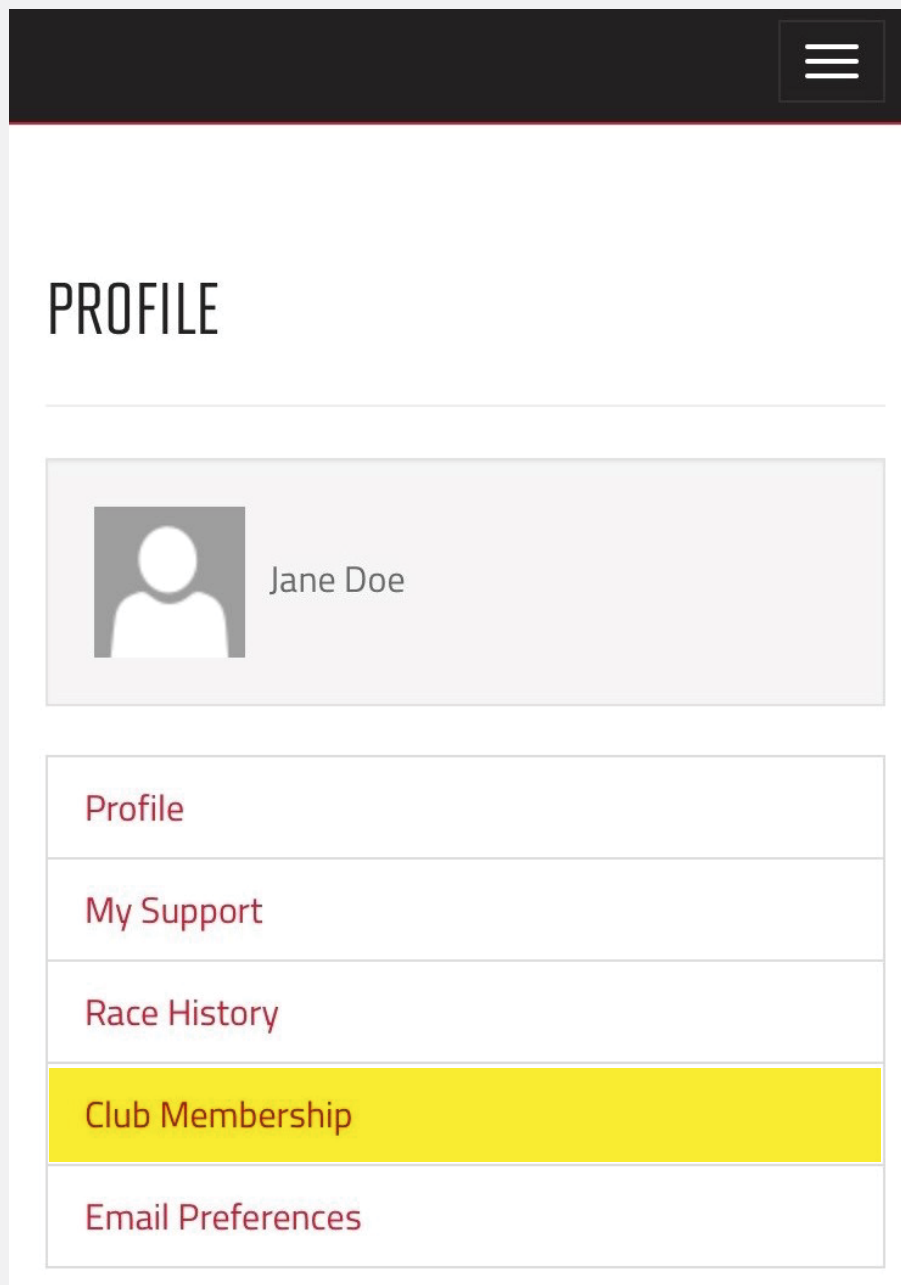 PROFILE
Jane Doe
Profile
My Support
Race History
Club Membership
Email Preferences